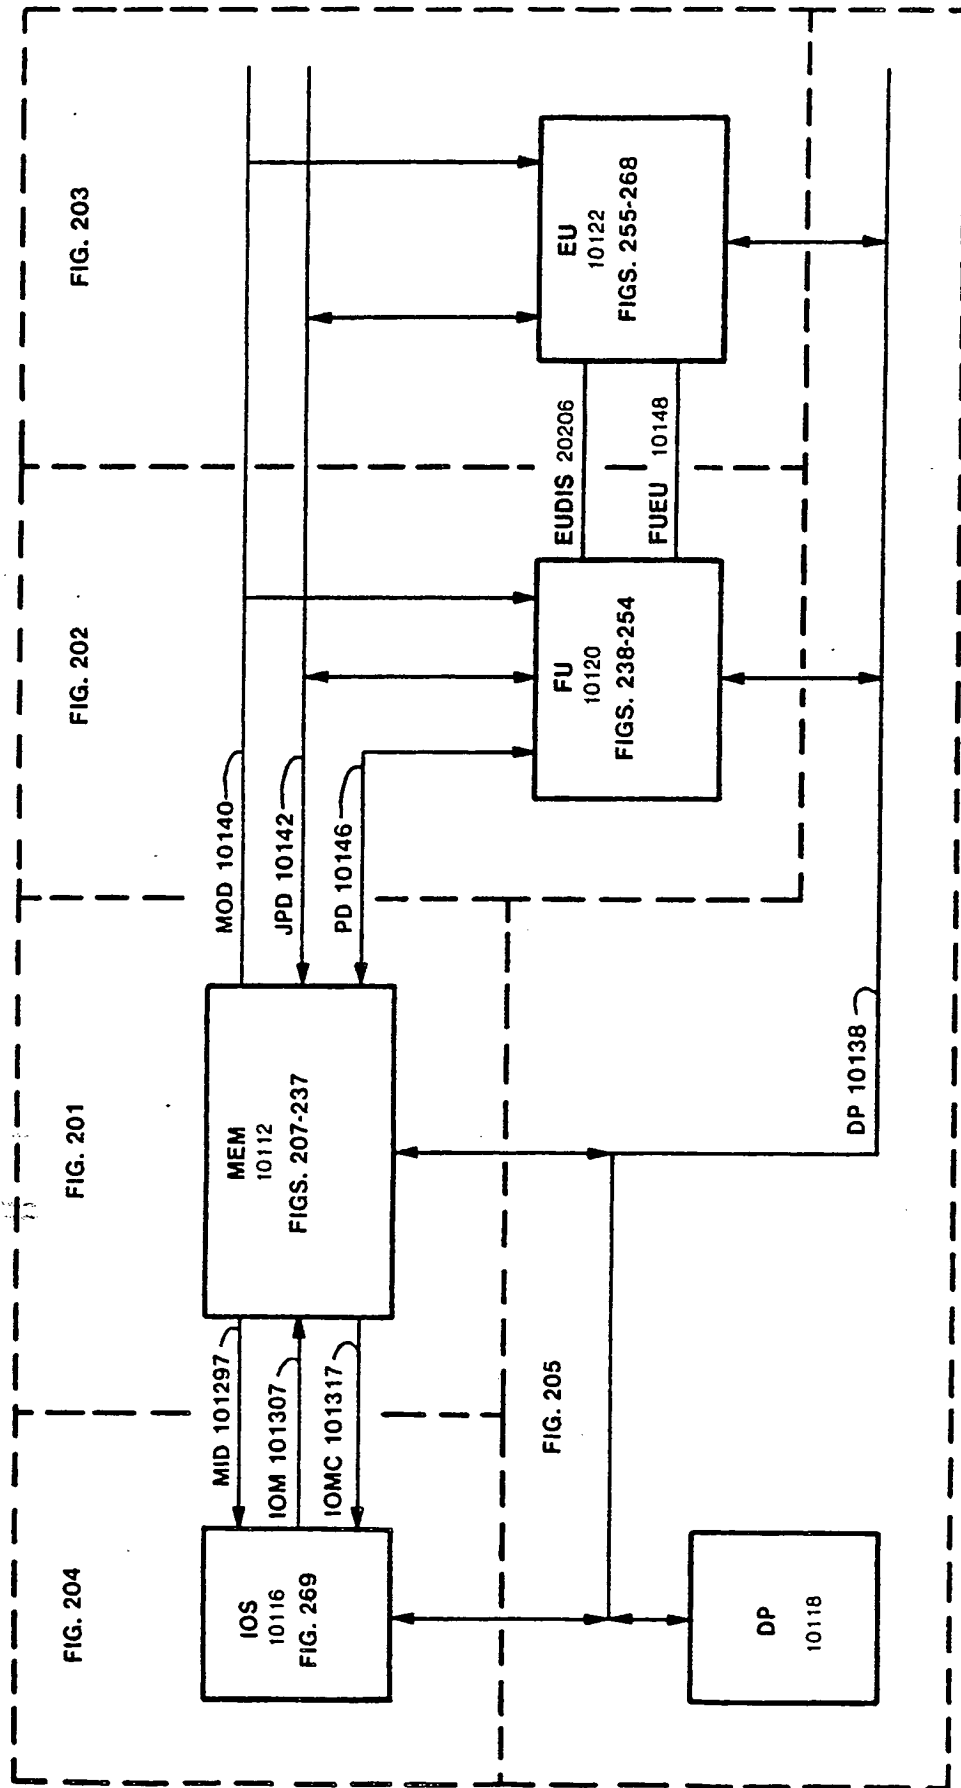 FIG. 204
FIG. 201
FIG. 202
FIG. 203
IOS
10116
FIG. 269
MID 101297
IOM 101307
IOMC 101317
MEM
10112
FIGS. 207-237
MOD 10140
JPD 10142
PD 10146
FU
10120
FIGS. 238-254
EUDIS 20206
FUEU 10148
EU
10122
FIGS. 255-268
FIG. 205
DP
10118
DP 10138